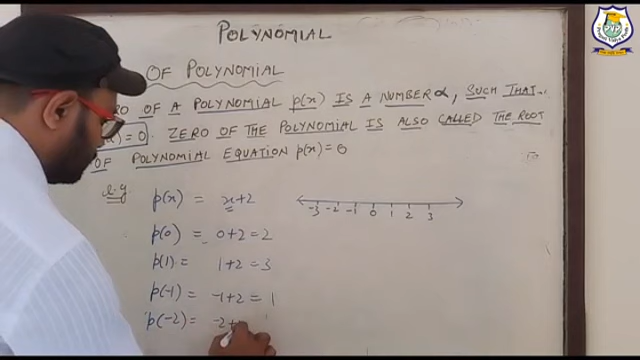 POLYNOMIAL
OF POLYNOMIAL
ZERO OF A POLYNOMIAL p(x) IS A NUMBER α, SUCH THAT
(α) = 0. ZERO OF THE POLYNOMIAL IS ALSO CALLED THE ROOT
OF POLYNOMIAL EQUATION p(x) = 0
e.g
p(x) = x+2
-3 -2 -1 0 1 2 3
p(0) = 0+2 = 2
p(1) = 1+2 = 3
p(-1) = -1+2 = 1
p(-2) = -2+